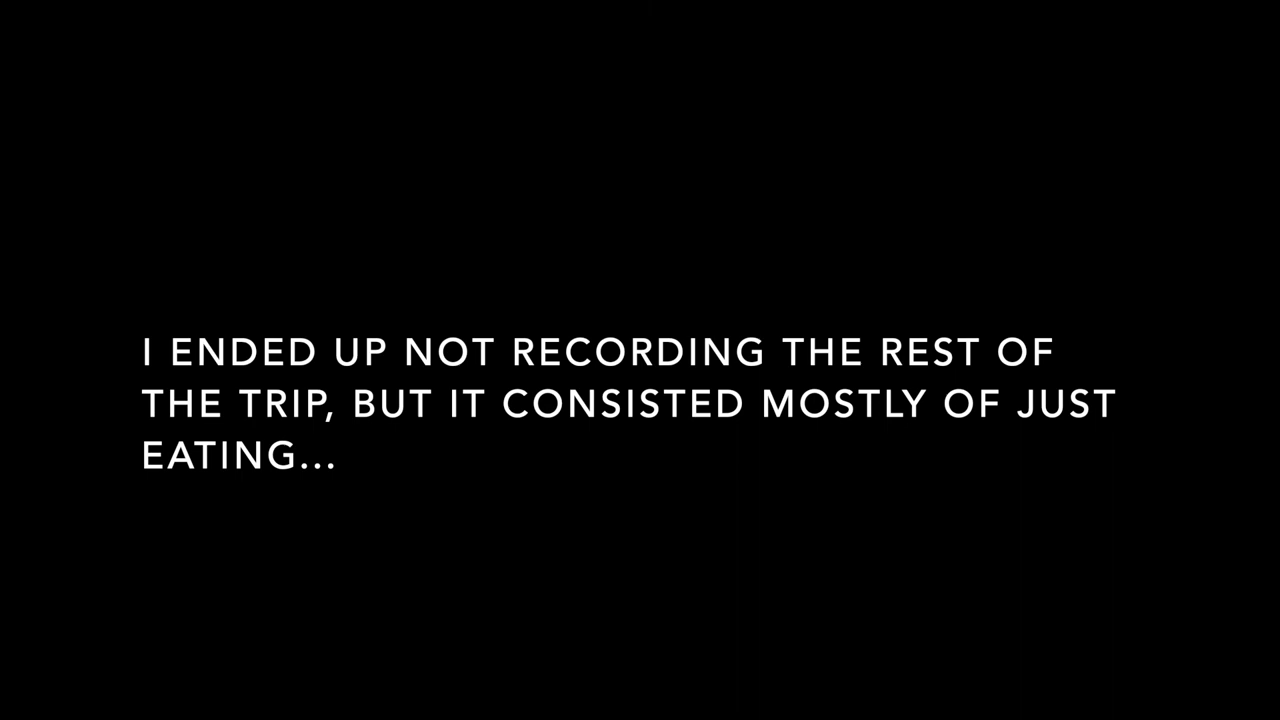 I ENDED UP NOT RECORDING THE REST OF
THE TRIP, BUT IT CONSISTED MOSTLY OF JUST
EATING...